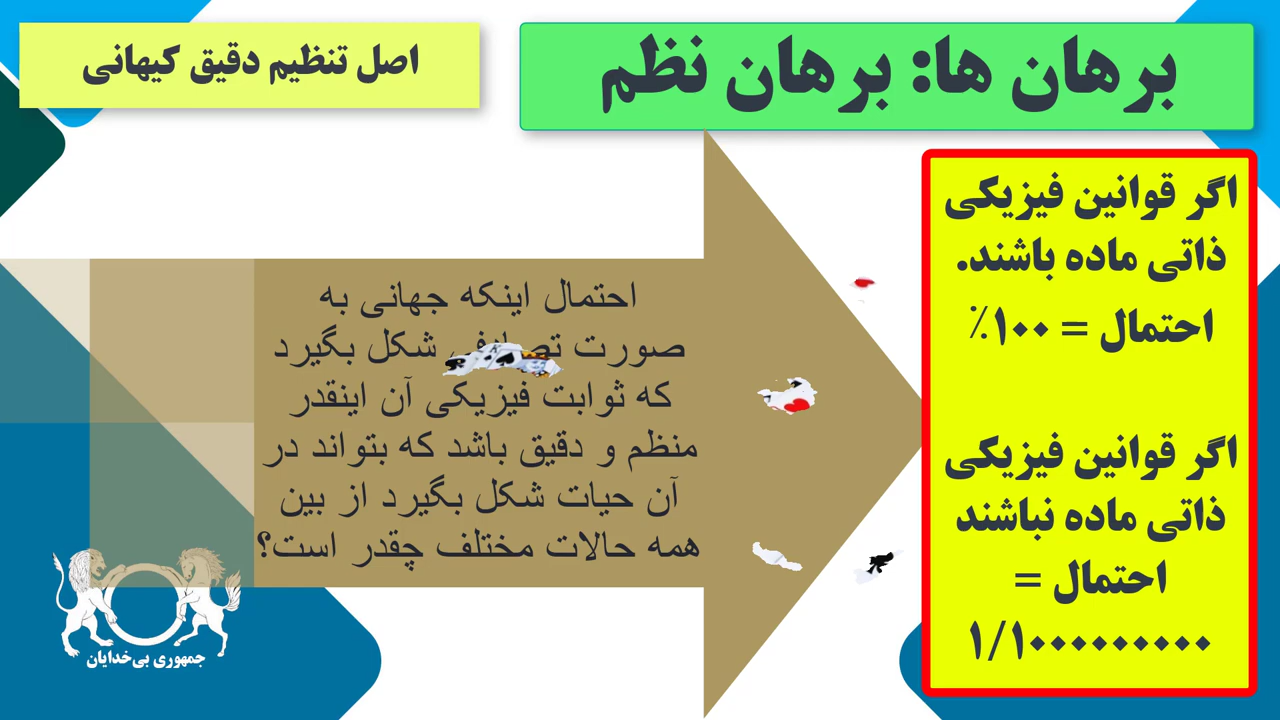 برهان ها: برهان نظم
اصل تنظیم دقیق کیهانی
اگر قوانین فیزیکی
ذاتی ماده باشند.
احتمال = ۱۰۰٪
اگر قوانین فیزیکی
ذاتی ماده نباشند
احتمال =
۱/۱۰۰۰۰۰۰۰۰۰
احتمال اینکه جهانی به
صورت تصادفی شکل بگیرد
که ثوابت فیزیکی آن اینقدر
منظم و دقیق باشد که بتواند در
آن حیات شکل بگیرد از بین
همه حالات مختلف چقدر است؟
جمهوری بی‌خدایان